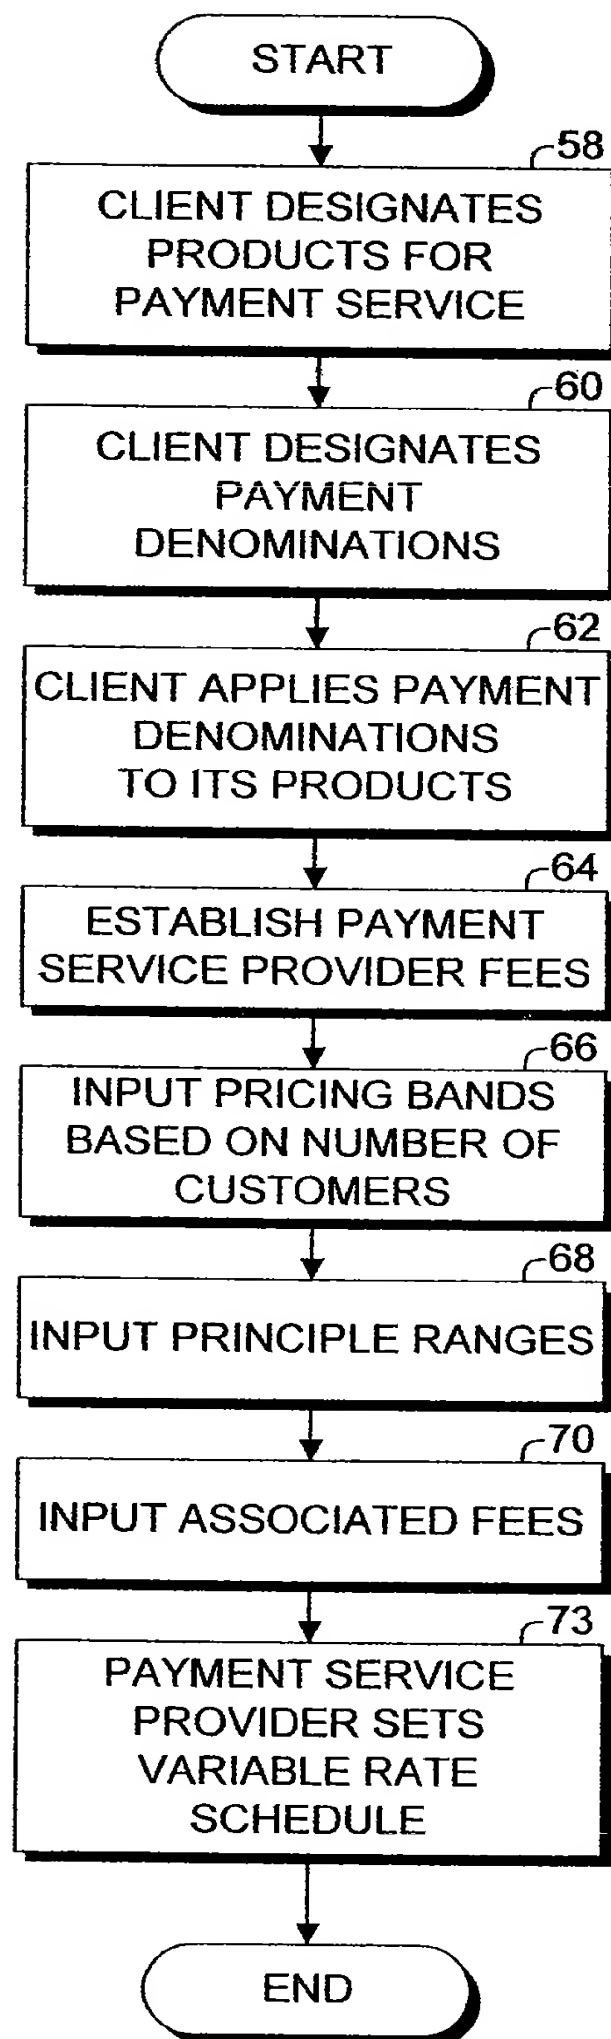 START
58
CLIENT DESIGNATES
PRODUCTS FOR
PAYMENT SERVICE
60
CLIENT DESIGNATES
PAYMENT
DENOMINATIONS
62
CLIENT APPLIES PAYMENT
DENOMINATIONS
TO ITS PRODUCTS
64
ESTABLISH PAYMENT
SERVICE PROVIDER FEES
66
INPUT PRICING BANDS
BASED ON NUMBER OF
CUSTOMERS
68
INPUT PRINCIPLE RANGES
70
INPUT ASSOCIATED FEES
73
PAYMENT SERVICE
PROVIDER SETS
VARIABLE RATE
SCHEDULE
END